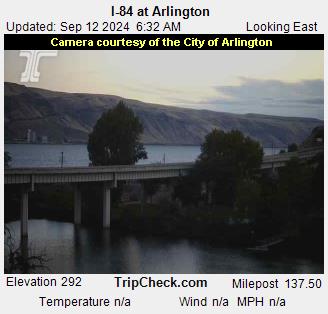 I-84 at Arlington
Updated: Sep 12 2024 6:32 AM Looking East
Camera courtesy of the City of Arlington
Elevation 292 TripCheck.com Milepost 137.50
Temperature n/a Wind n/a MPH n/a